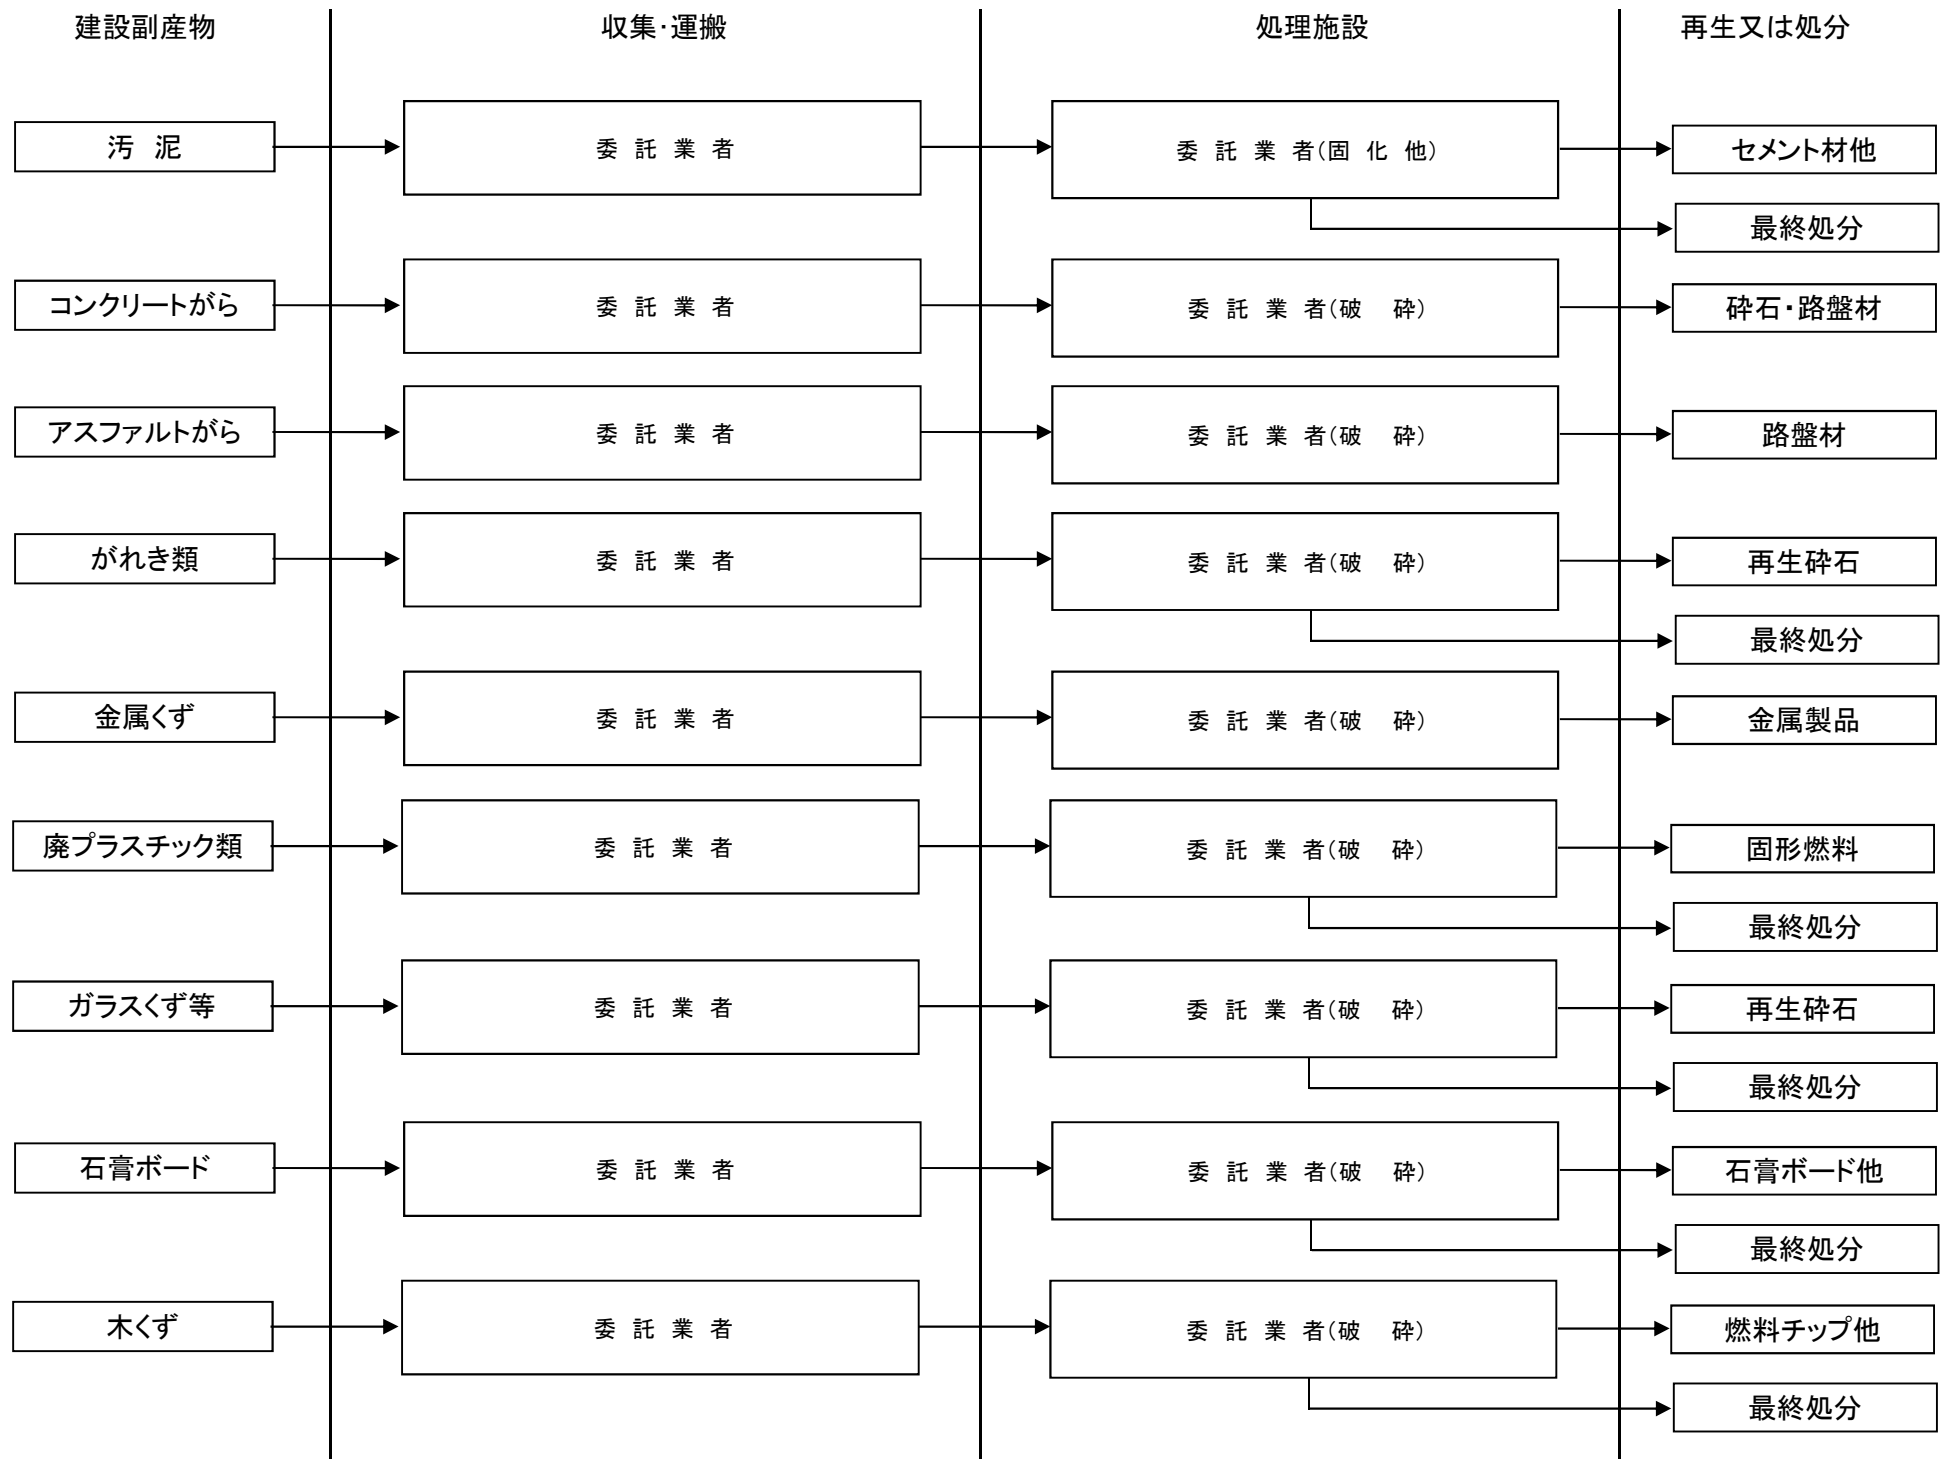 建設副産物 収集・運搬 処理施設 再生又は処分
汚 泥 委 託 業 者 委 託 業 者(固 化 他) セメント材他
最終処分
コンクリートがら 委 託 業 者 委 託 業 者(破 砕) 砕石・路盤材
アスファルトがら 委 託 業 者 委 託 業 者(破 砕) 路盤材
がれき類 委 託 業 者 委 託 業 者(破 砕) 再生砕石
最終処分
金属くず 委 託 業 者 委 託 業 者(破 砕) 金属製品
廃プラスチック類 委 託 業 者 委 託 業 者(破 砕) 固形燃料
最終処分
ガラスくず等 委 託 業 者 委 託 業 者(破 砕) 再生砕石
最終処分
石膏ボード 委 託 業 者 委 託 業 者(破 砕) 石膏ボード他
最終処分
木くず 委 託 業 者 委 託 業 者(破 砕) 燃料チップ他
最終処分